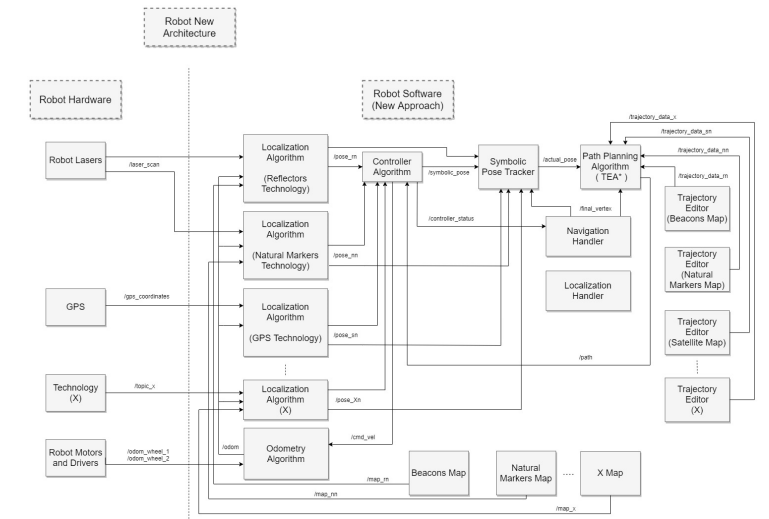 Robot New
Architecture
Robot Hardware
Robot Software
(New Approach)
Robot Lasers
/laser_scan
Localization
Algorithm
(Reflectors
Technology)
/pose_rn
Controller
Algorithm
/symbolic_pose
Symbolic
Pose Tracker
/actual_pose
Path Planning
Algorithm
( TEA* )
/trajectory_data_x
/trajectory_data_sn
/trajectory_data_nn
/trajectory_data_rn
Trajectory
Editor
(Beacons Map)
Localization
Algorithm
(Natural Markers
Technology)
/pose_nn
/controller_status
/final_vertex
Navigation
Handler
Trajectory
Editor
(Natural
Markers Map)
Localization
Handler
GPS
/gps_coordinates
Localization
Algorithm
(GPS Technology)
/pose_sn
Trajectory
Editor
(Satellite Map)
/path
Technology
(X)
/topic_x
Localization
Algorithm
(X)
/pose_Xn
Trajectory
Editor
(X)
Robot Motors
and Drivers
/odom_wheel_1
/odom_wheel_2
/odom
Odometry
Algorithm
/cmd_vel
Beacons Map
Natural
Markers Map
X Map
/map_rn
/map_nn
/map_x